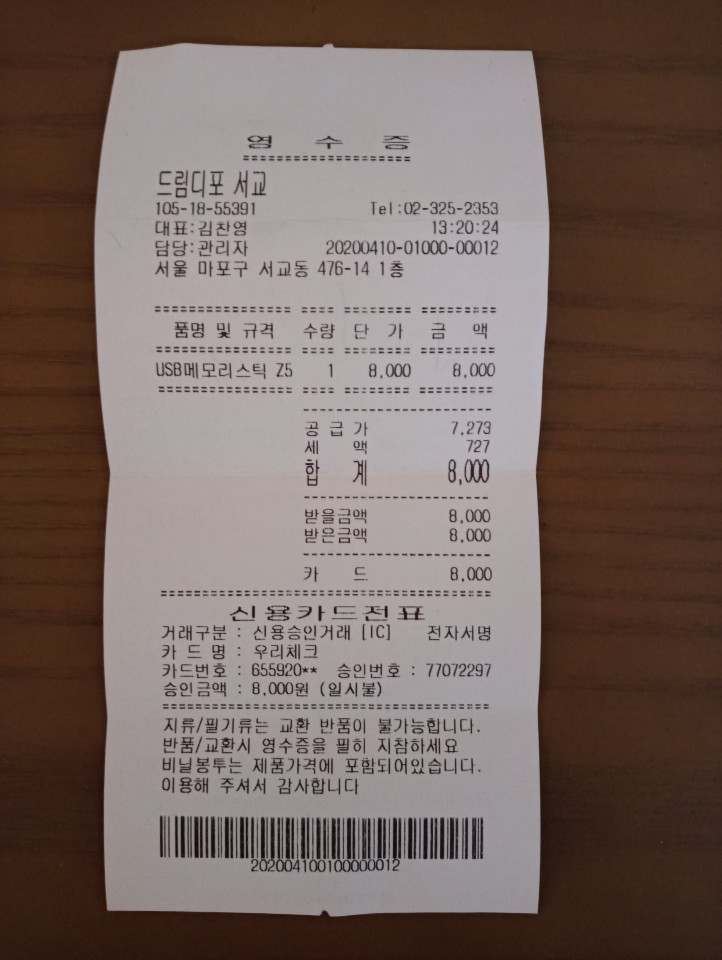 영 수 증
드림디포 서교
105-18-55391 Tel:02-325-2353
대표:김찬영 13:20:24
담당:관리자 20200410-01000-00012
서울 마포구 서교동 476-14 1층
품명 및 규격 수량 단 가 금 액
USB메모리스틱 Z5 1 8,000 8,000
공 급 가 7,273
세 액 727
합 계 8,000
받을금액 8,000
받은금액 8,000
카 드 8,000
신용카드전표
거래구분 : 신용승인거래 [IC] 전자서명
카 드 명 : 우리체크
카드번호 : 655920** 승인번호 : 77072297
승인금액 : 8,000원 (일시불)
지류/필기류는 교환 반품이 불가능합니다.
반품/교환시 영수증을 필히 지참하세요
비닐봉투는 제품가격에 포함되어있습니다.
이용해 주셔서 감사합니다
202004100100000012